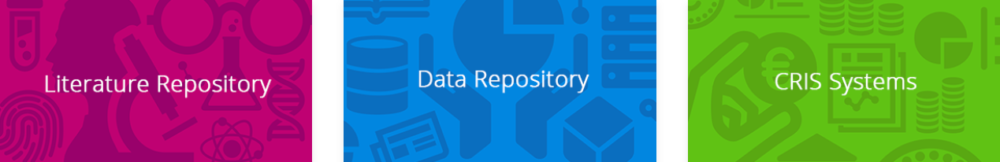 Literature Repository
Data Repository
CRIS Systems